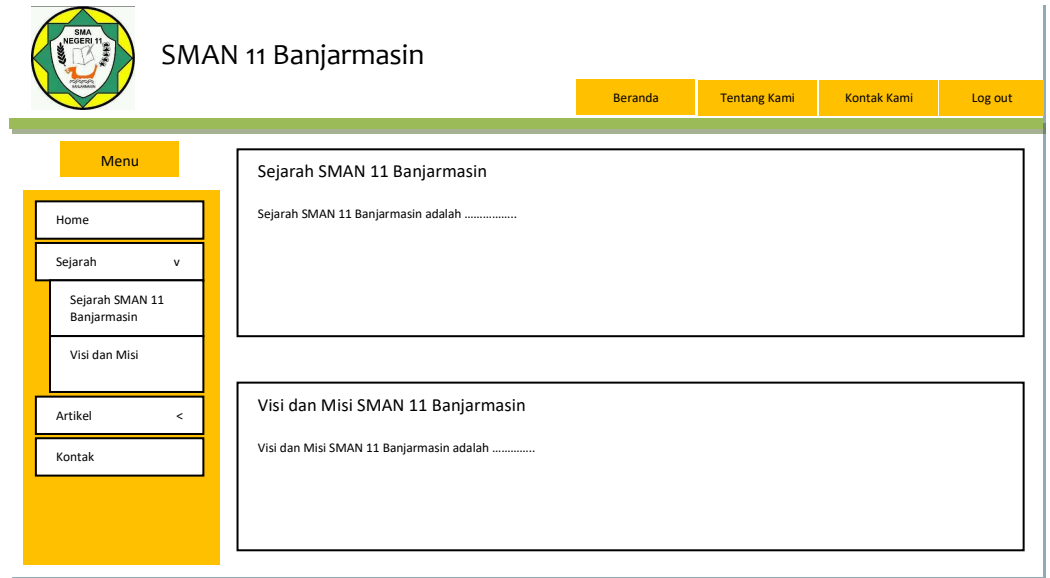 SMA
NEGERI 11
BANJARMASIN
SMAN 11 Banjarmasin
Beranda
Tentang Kami
Kontak Kami
Log out
Menu
Home
Sejarah v
Sejarah SMAN 11
Banjarmasin
Visi dan Misi
Artikel <
Kontak
Sejarah SMAN 11 Banjarmasin
Sejarah SMAN 11 Banjarmasin adalah ................
Visi dan Misi SMAN 11 Banjarmasin
Visi dan Misi SMAN 11 Banjarmasin adalah .............